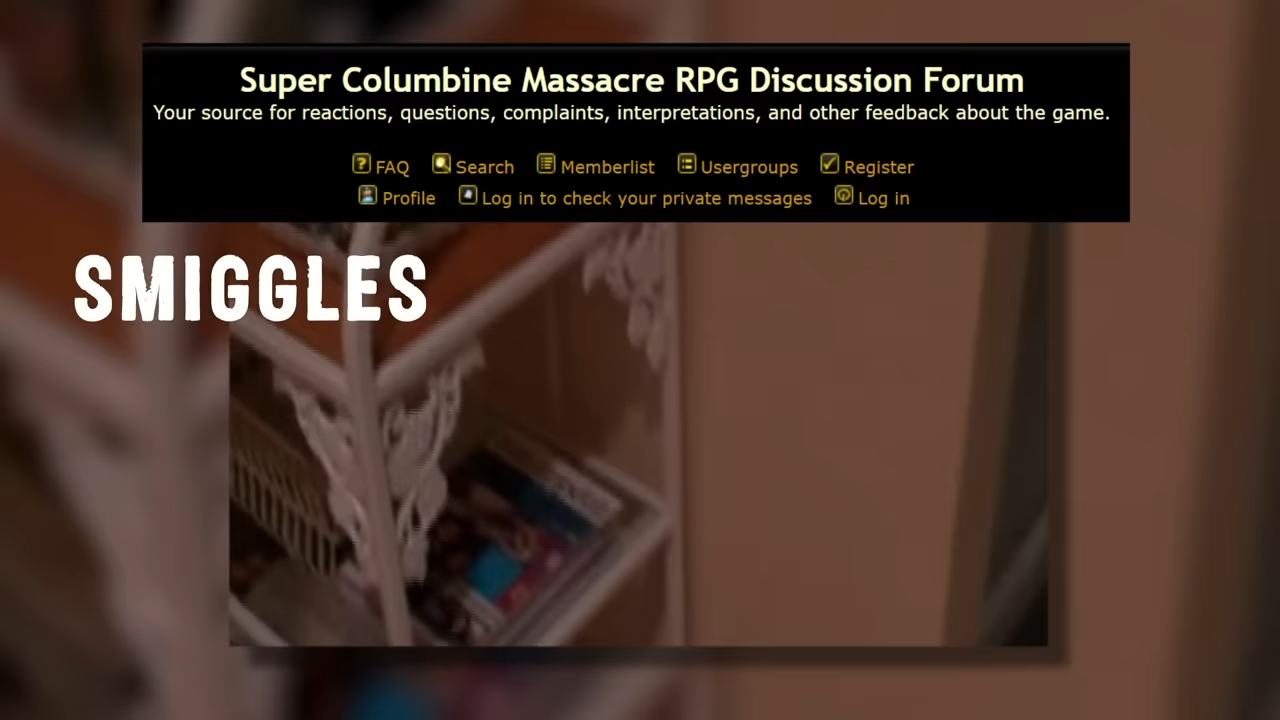 Super Columbine Massacre RPG Discussion Forum
Your source for reactions, questions, complaints, interpretations, and other feedback about the game.
FAQ Search Memberlist Usergroups Register
Profile Log in to check your private messages Log in
SMIGGLES